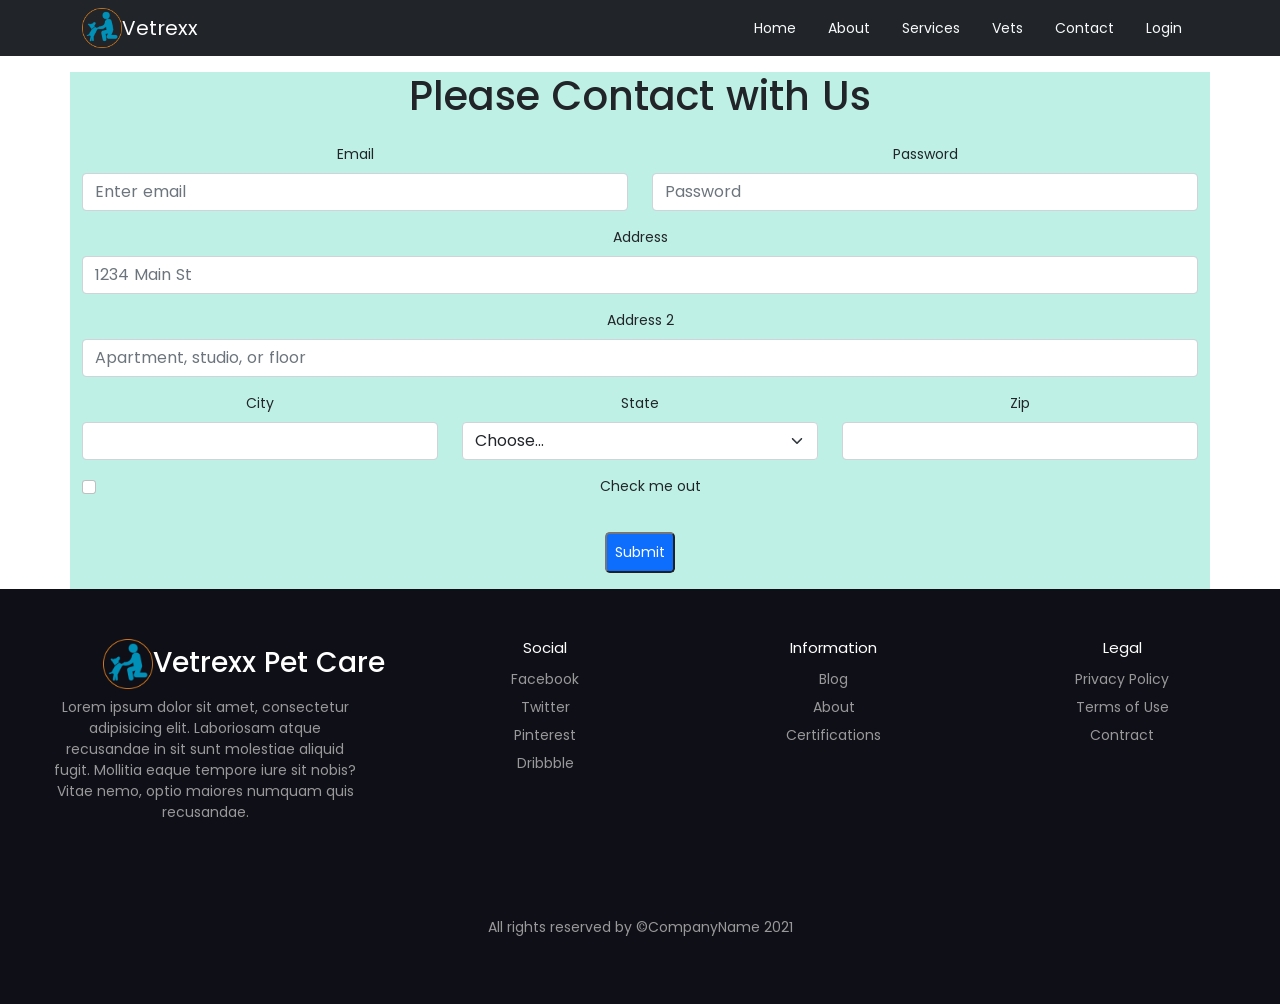 Vetrexx
Home About Services Vets Contact Login
Please Contact with Us
Email Password
Enter email Password
Address
1234 Main St
Address 2
Apartment, studio, or floor
City State Zip
Choose...
Check me out
Submit
Vetrexx Pet Care
Lorem ipsum dolor sit amet, consectetur
adipisicing elit. Laboriosam atque
recusandae in sit sunt molestiae aliquid
fugit. Mollitia eaque tempore iure sit nobis?
Vitae nemo, optio maiores numquam quis
recusandae.
Social
Facebook
Twitter
Pinterest
Dribbble
Information
Blog
About
Certifications
Legal
Privacy Policy
Terms of Use
Contract
All rights reserved by ©CompanyName 2021